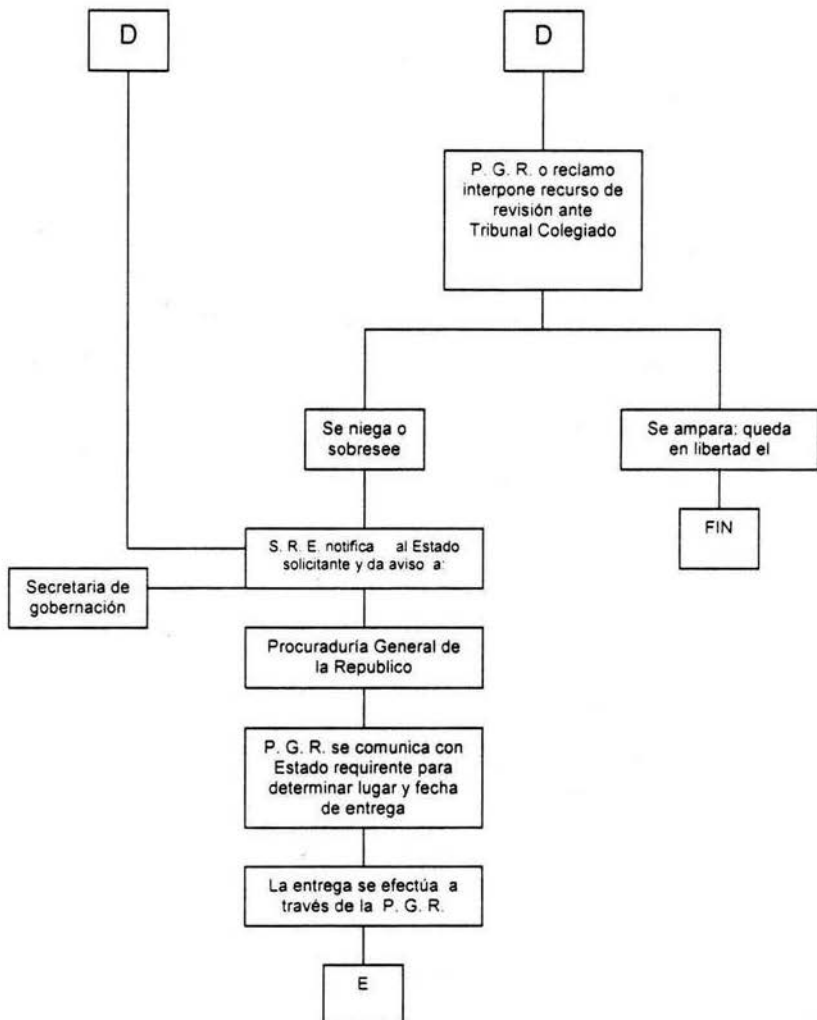 D
D
P. G. R. o reclamo
interpone recurso de
revisión ante
Tribunal Colegiado
Se niega o
sobresee
Se ampara: queda
en libertad el
FIN
S. R. E. notifica al Estado
solicitante y da aviso a:
Secretaria de
gobernación
Procuraduría General de
la Republico
P. G. R. se comunica con
Estado requirente para
determinar lugar y fecha
de entrega
La entrega se efectúa a
través de la P. G. R.
E